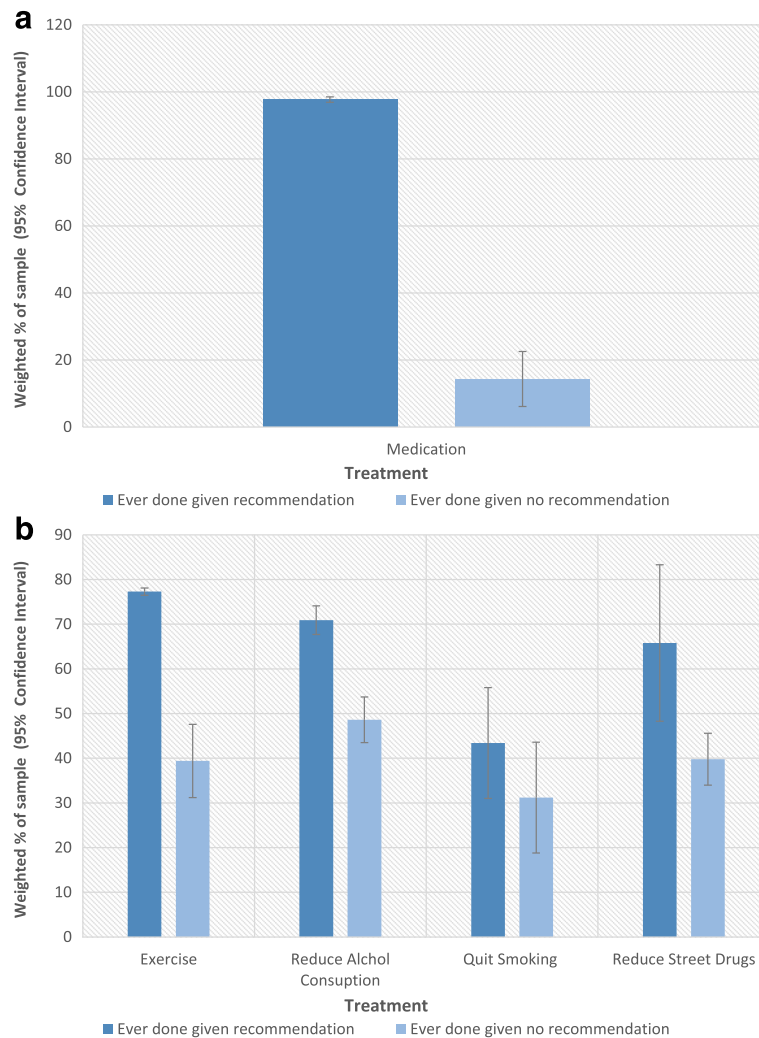 a
Weighted % of sample (95% Confidence Interval)
120
100
80
60
40
20
0
Medication
Treatment
Ever done given recommendation
Ever done given no recommendation
b
Weighted % of sample (95% Confidence Interval)
90
80
70
60
50
40
30
20
10
0
Exercise
Reduce Alchol
Consuption
Quit Smoking
Reduce Street Drugs
Treatment
Ever done given recommendation
Ever done given no recommendation